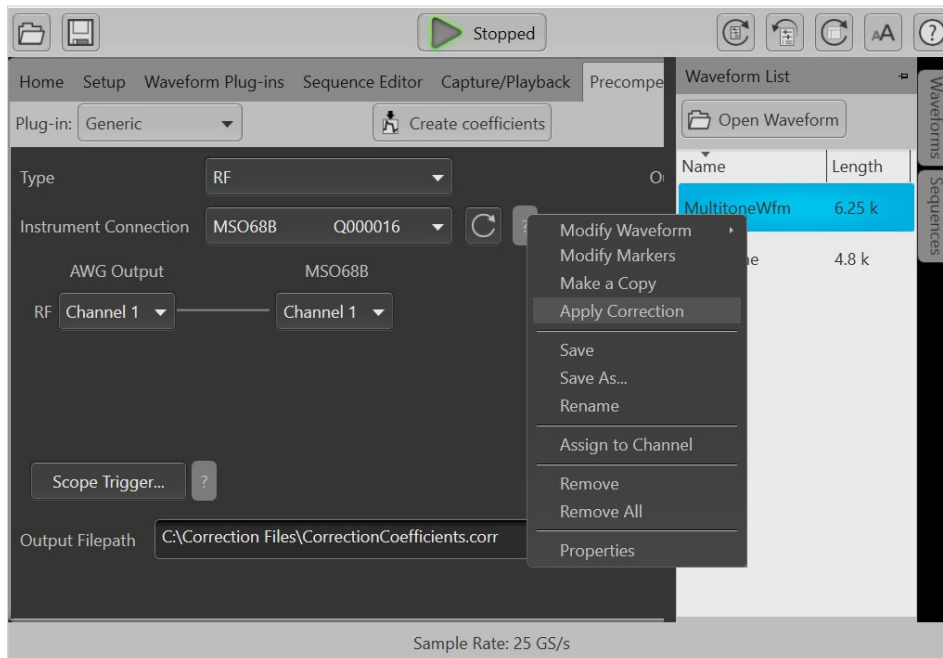 Stopped
AA
?
Home Setup Waveform Plug-ins Sequence Editor Capture/Playback Precompe
Plug-in: Generic
Create coefficients
Type RF
Instrument Connection MSO68B Q000016
?
AWG Output MSO68B
RF Channel 1 Channel 1
Scope Trigger...
?
Output Filepath C:\Correction Files\CorrectionCoefficients.corr
Modify Waveform
Modify Markers
Make a Copy
Apply Correction
Save
Save As...
Rename
Assign to Channel
Remove
Remove All
Properties
Waveform List
Open Waveform
Name Length
MultitoneWfm 6.25 k
4.8 k
Waveforms
Sequences
Sample Rate: 25 GS/s